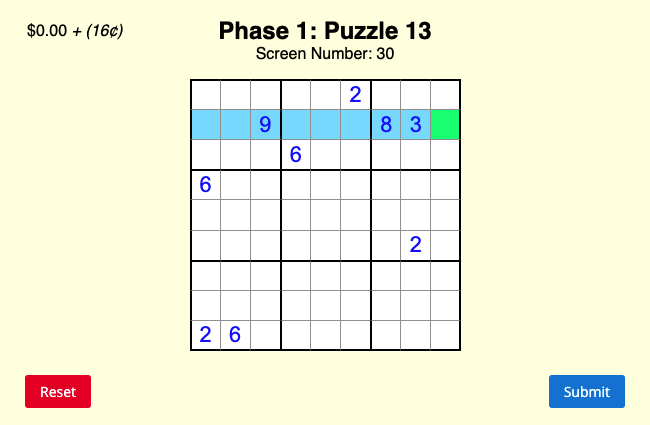 $0.00 + (16¢)
Phase 1: Puzzle 13
Screen Number: 30
2
9 8 3
6
6
2
2 6
Reset
Submit